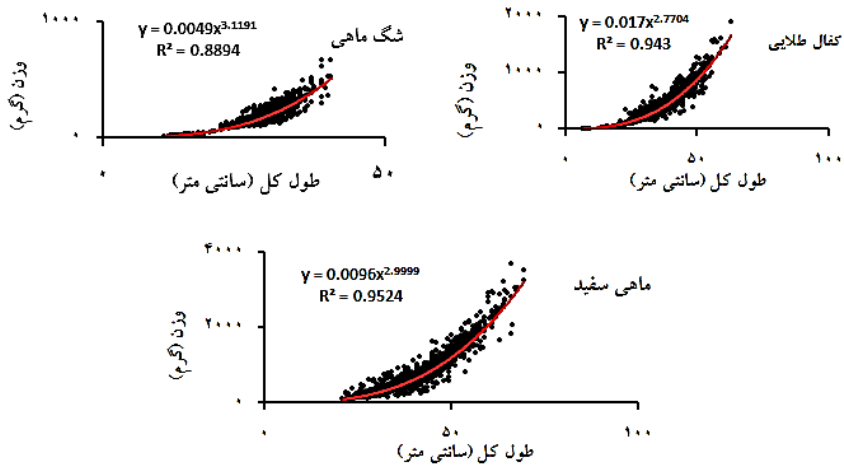 شگ ماهی
y = 0.0049x^3.1191
R² = 0.8894
۱۰۰۰
۰
۰
۵۰
وزن (گرم)
طول کل (سانتی متر)
کفال طلایی
y = 0.017x^2.7704
R² = 0.943
۲۰۰۰
۱۰۰۰
۰
۰
۵۰
۱۰۰
وزن (گرم)
طول کل (سانتی متر)
ماهی سفید
y = 0.0096x^2.9999
R² = 0.9524
۴۰۰۰
۲۰۰۰
۰
۰
۵۰
۱۰۰
وزن (گرم)
طول کل (سانتی متر)